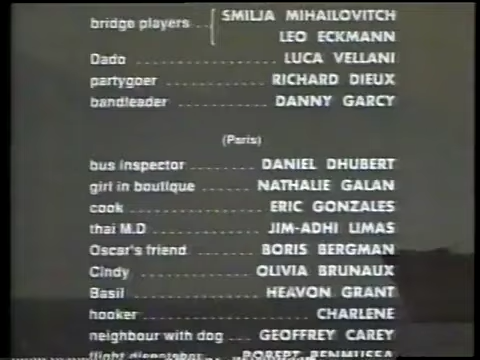 bridge players .. SMILJA MIHAILOVITCH
LEO ECKMANN
Dado ................ LUCA VELLANI
partygoer ............ RICHARD DIEUX
bandleader ........... DANNY GARCY
(Paris)
bus inspector ........ DANIEL DHUBERT
girl in boutique ...... NATHALIE GALAN
cook ................ ERIC GONZALES
thai M.D ............. JIM-ADHI LIMAS
Oscar's friend ........ BORIS BERGMAN
Cindy .............. OLIVIA BRUNAUX
Basil ............... HEAVON GRANT
hooker .................... CHARLENE
neighbour with dog ... GEOFFREY CAREY
flight dispatcher